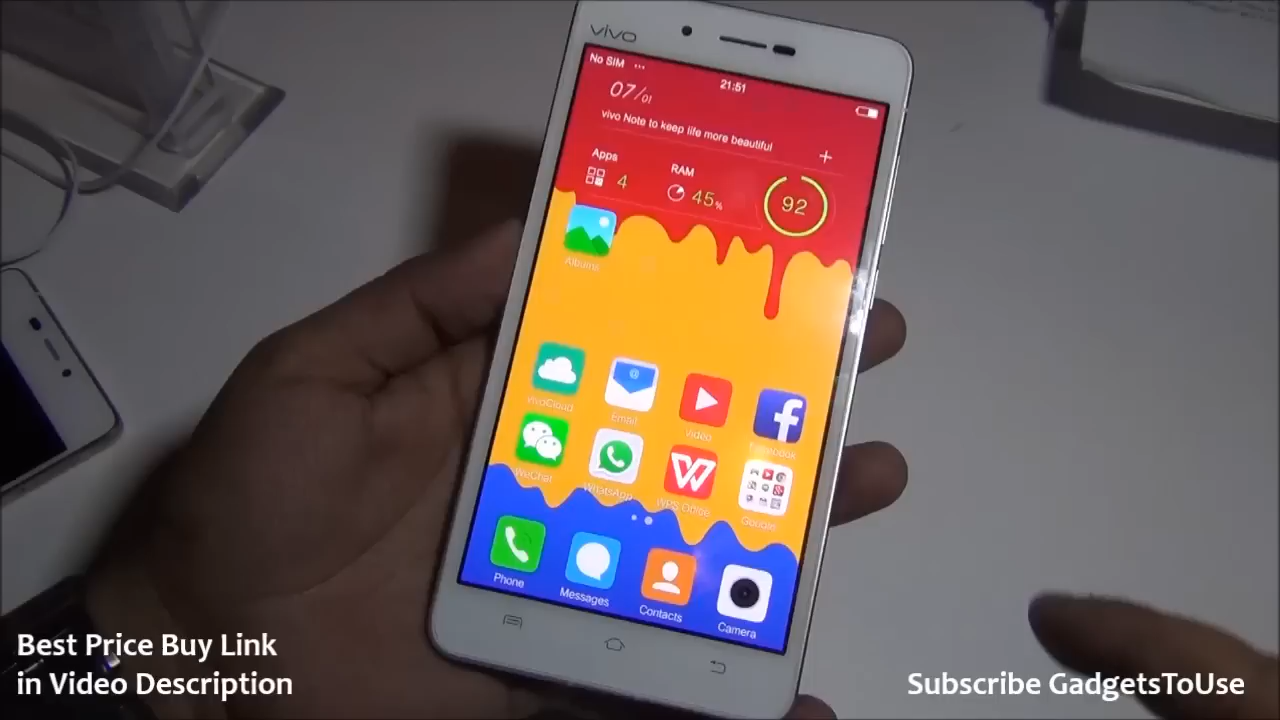 vivo
No SIM ...
21:51
07/01
vivo Note to keep life more beautiful
+
Apps
4
RAM
45%
92
Albums
VivoCloud
Email
Video
Facebook
WeChat
WhatsApp
WPS Office
Google
Phone
Messages
Contacts
Camera
Best Price Buy Link
in Video Description
Subscribe GadgetsToUse